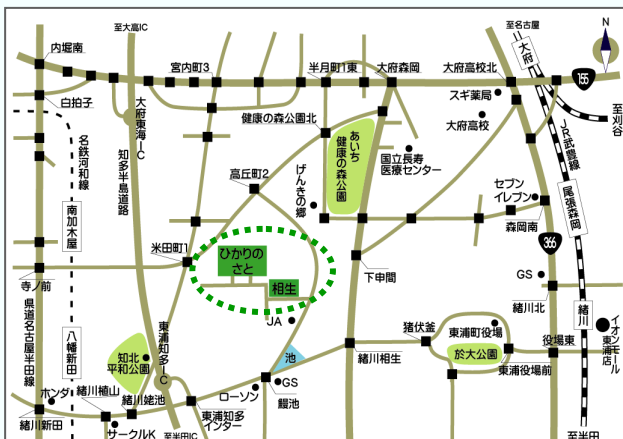 至大高IC
至名古屋
N
内堀南
宮内町3
半月町1東
大府森岡
大府高校北
大府
155
白拍子
大府東海IC
知多半島道路
名鉄河和線
健康の森公園北
あいち
健康の森公園
スギ薬局
大府高校
至刈谷
JR武豊線
国立長寿
医療センター
高丘町2
げんきの郷
セブン
イレブン
尾張森岡
南加木屋
森岡南
米田町1
ひかりの
さと
366
下申間
寺ノ前
相生
GS
緒川北
緒川
県道名古屋半田線
JA
猪伏釜
東浦町役場
イオンモール
東浦店
八幡新田
東浦知多IC
知北
平和公園
池
緒川相生
於大公園
役場東
東浦役場前
ホンダ
緒川植山
緒川姥池
ローソン
GS
鰻池
緒川新田
サークルK
東浦知多
インター
至半田IC
至半田